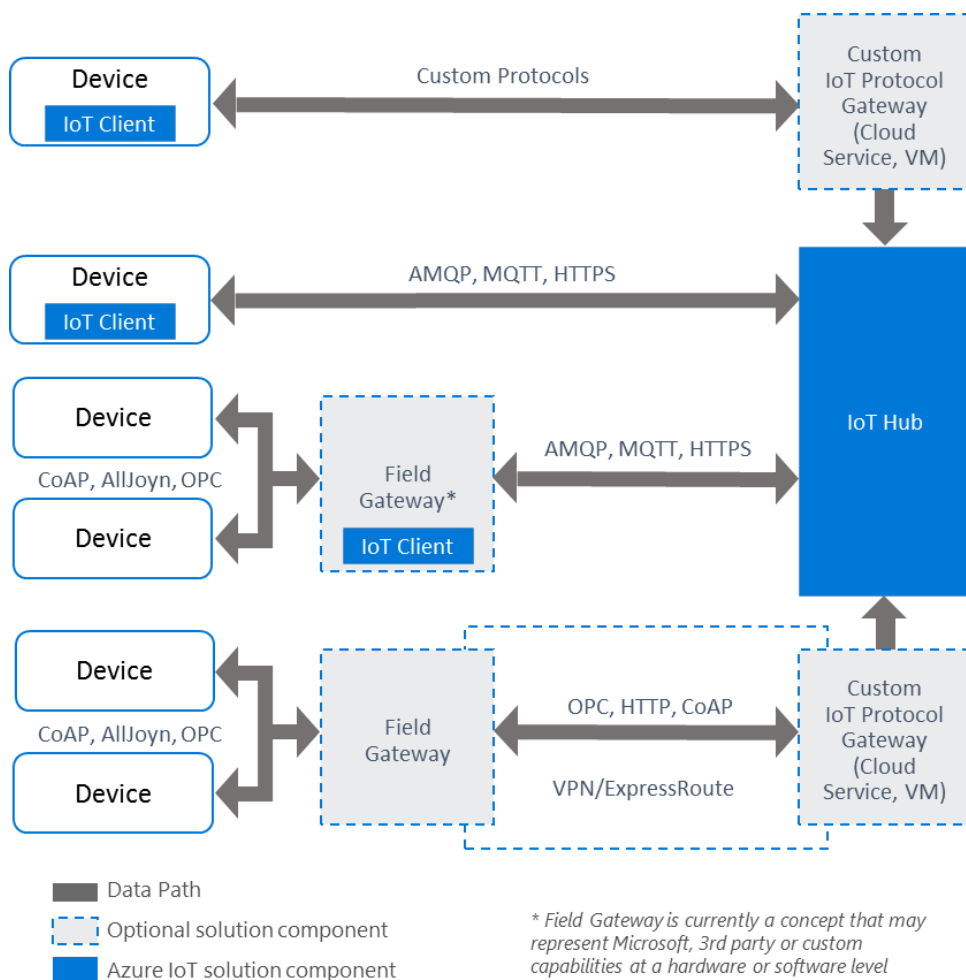 Device
IoT Client
Custom Protocols
Custom
IoT Protocol
Gateway
(Cloud
Service, VM)
Device
IoT Client
AMQP, MQTT, HTTPS
IoT Hub
Device
CoAP, AllJoyn, OPC
Device
Field
Gateway*
IoT Client
AMQP, MQTT, HTTPS
Device
CoAP, AllJoyn, OPC
Device
Field
Gateway
OPC, HTTP, CoAP
VPN/ExpressRoute
Custom
IoT Protocol
Gateway
(Cloud
Service, VM)
Data Path
Optional solution component
Azure IoT solution component
* Field Gateway is currently a concept that may
represent Microsoft, 3rd party or custom
capabilities at a hardware or software level